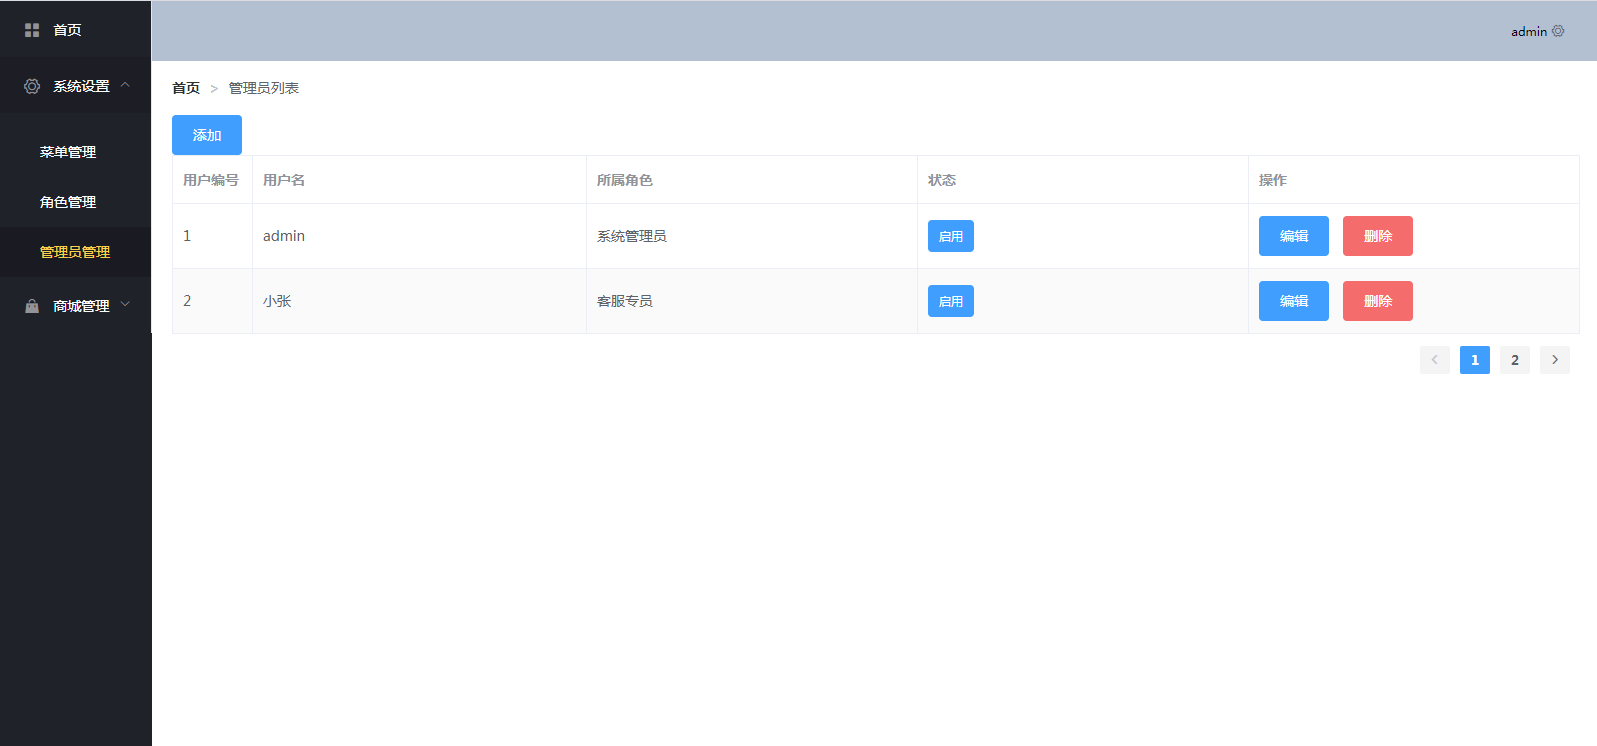 首页
系统设置
菜单管理
角色管理
管理员管理
商城管理
admin
首页 > 管理员列表
添加
用户编号 用户名 所属角色 状态 操作
1 admin 系统管理员 启用 编辑 删除
2 小张 客服专员 启用 编辑 删除
1 2